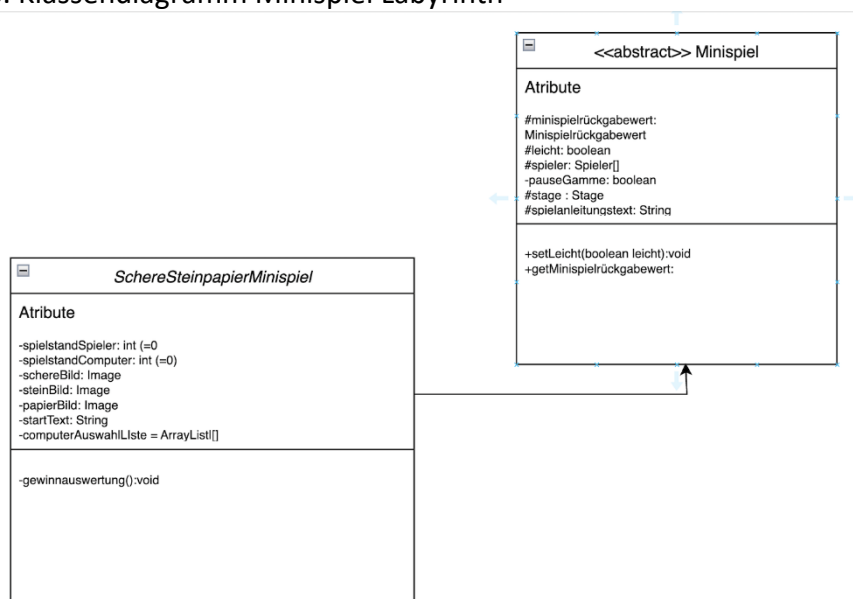 . Klassendiagramm Minispiel Labyrinth
<<abstract>> Minispiel
Atribute
#minispielrückgabewert:
Minispielrückgabewert
#leicht: boolean
#spieler: Spieler[]
-pauseGamme: boolean
#stage : Stage
#spielanleitungstext: String
+setLeicht(boolean leicht):void
+getMinispielrückgabewert:
SchereSteinpapierMinispiel
Atribute
-spielstandSpieler: int (=0
-spielstandComputer: int (=0)
-schereBild: Image
-steinBild: Image
-papierBild: Image
-startText: String
-computerAuswahlLIste = ArrayListl[]
-gewinnauswertung():void